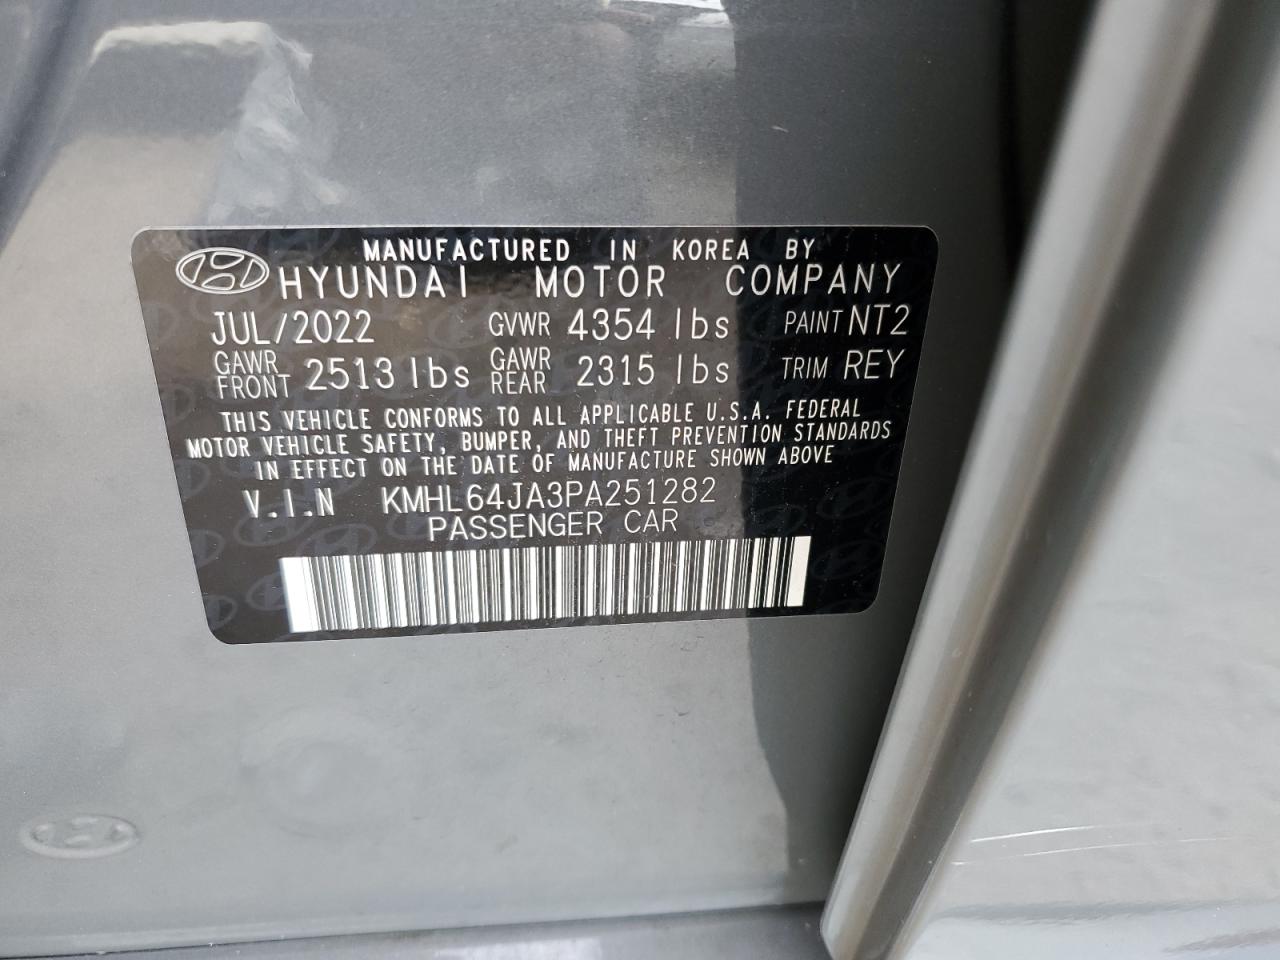 MANUFACTURED IN KOREA BY
HYUNDAI MOTOR COMPANY
JUL/2022 GVWR 4354 lbs PAINT NT2
GAWR FRONT 2513 lbs GAWR REAR 2315 lbs TRIM REY
THIS VEHICLE CONFORMS TO ALL APPLICABLE U.S.A. FEDERAL
MOTOR VEHICLE SAFETY, BUMPER, AND THEFT PREVENTION STANDARDS
IN EFFECT ON THE DATE OF MANUFACTURE SHOWN ABOVE
V.I.N KMHL64JA3PA251282
PASSENGER CAR